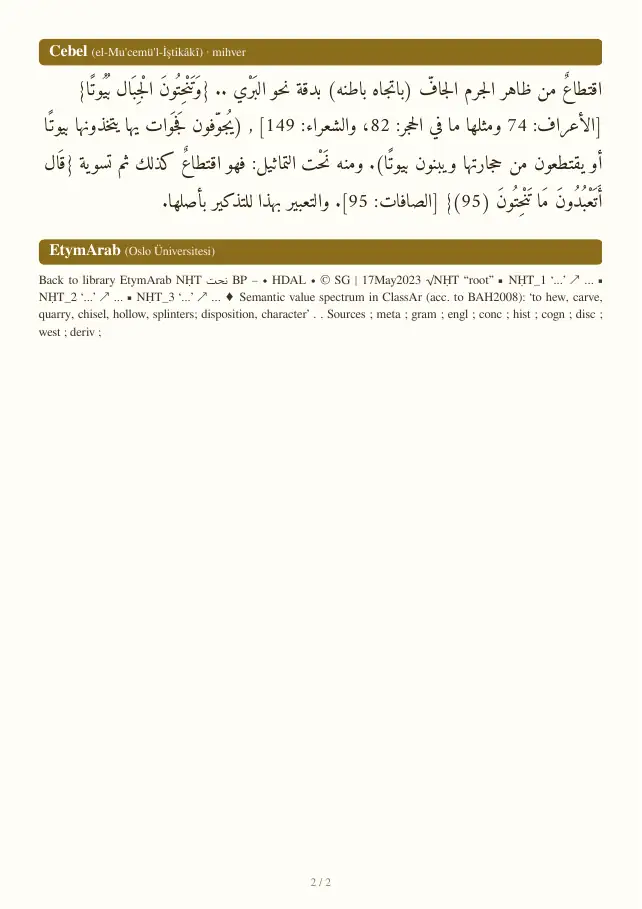 Cebel (el-Mu'cemü'l-İştikâkî) · mihver
اقتطاعٌ من ظاهر الجرم الجافّ (باتجاه باطنه) بدقة نحو البَرْي .. {وَتَنْحِتُونَ الْجِبَال بُيُوتًا}
[الأعراف: 74 ومثلها ما في الحجر: 82، والشعراء: 149] , (يُجوّفون فَجَوات بها يتخذونها بيوتًا
أو يقتطعون من حجارتها ويبنون بيوتًا). ومنه نَحْت التماثيل: فهو اقتطاعٌ كذلك ثم تسوية {قَال
أَتَعْبُدُونَ مَا تَنْحِتُونَ (95)} [الصافات: 95]. والتعبير بهذا للتذكير بأصلها.
EtymArab (Oslo Üniversitesi)
Back to library EtymArab NḤT نحت BP – • HDAL • © SG | 17May2023 √NḤT “root” ▪ NḤT_1 ‘...’ ↗ ... ▪
NḤT_2 ‘...’ ↗ ... ▪ NḤT_3 ‘...’ ↗ ... ♦ Semantic value spectrum in ClassAr (acc. to BAH2008): ‘to hew, carve,
quarry, chisel, hollow, splinters; disposition, character’ . . Sources ; meta ; gram ; engl ; conc ; hist ; cogn ; disc ;
west ; deriv ;
2 / 2